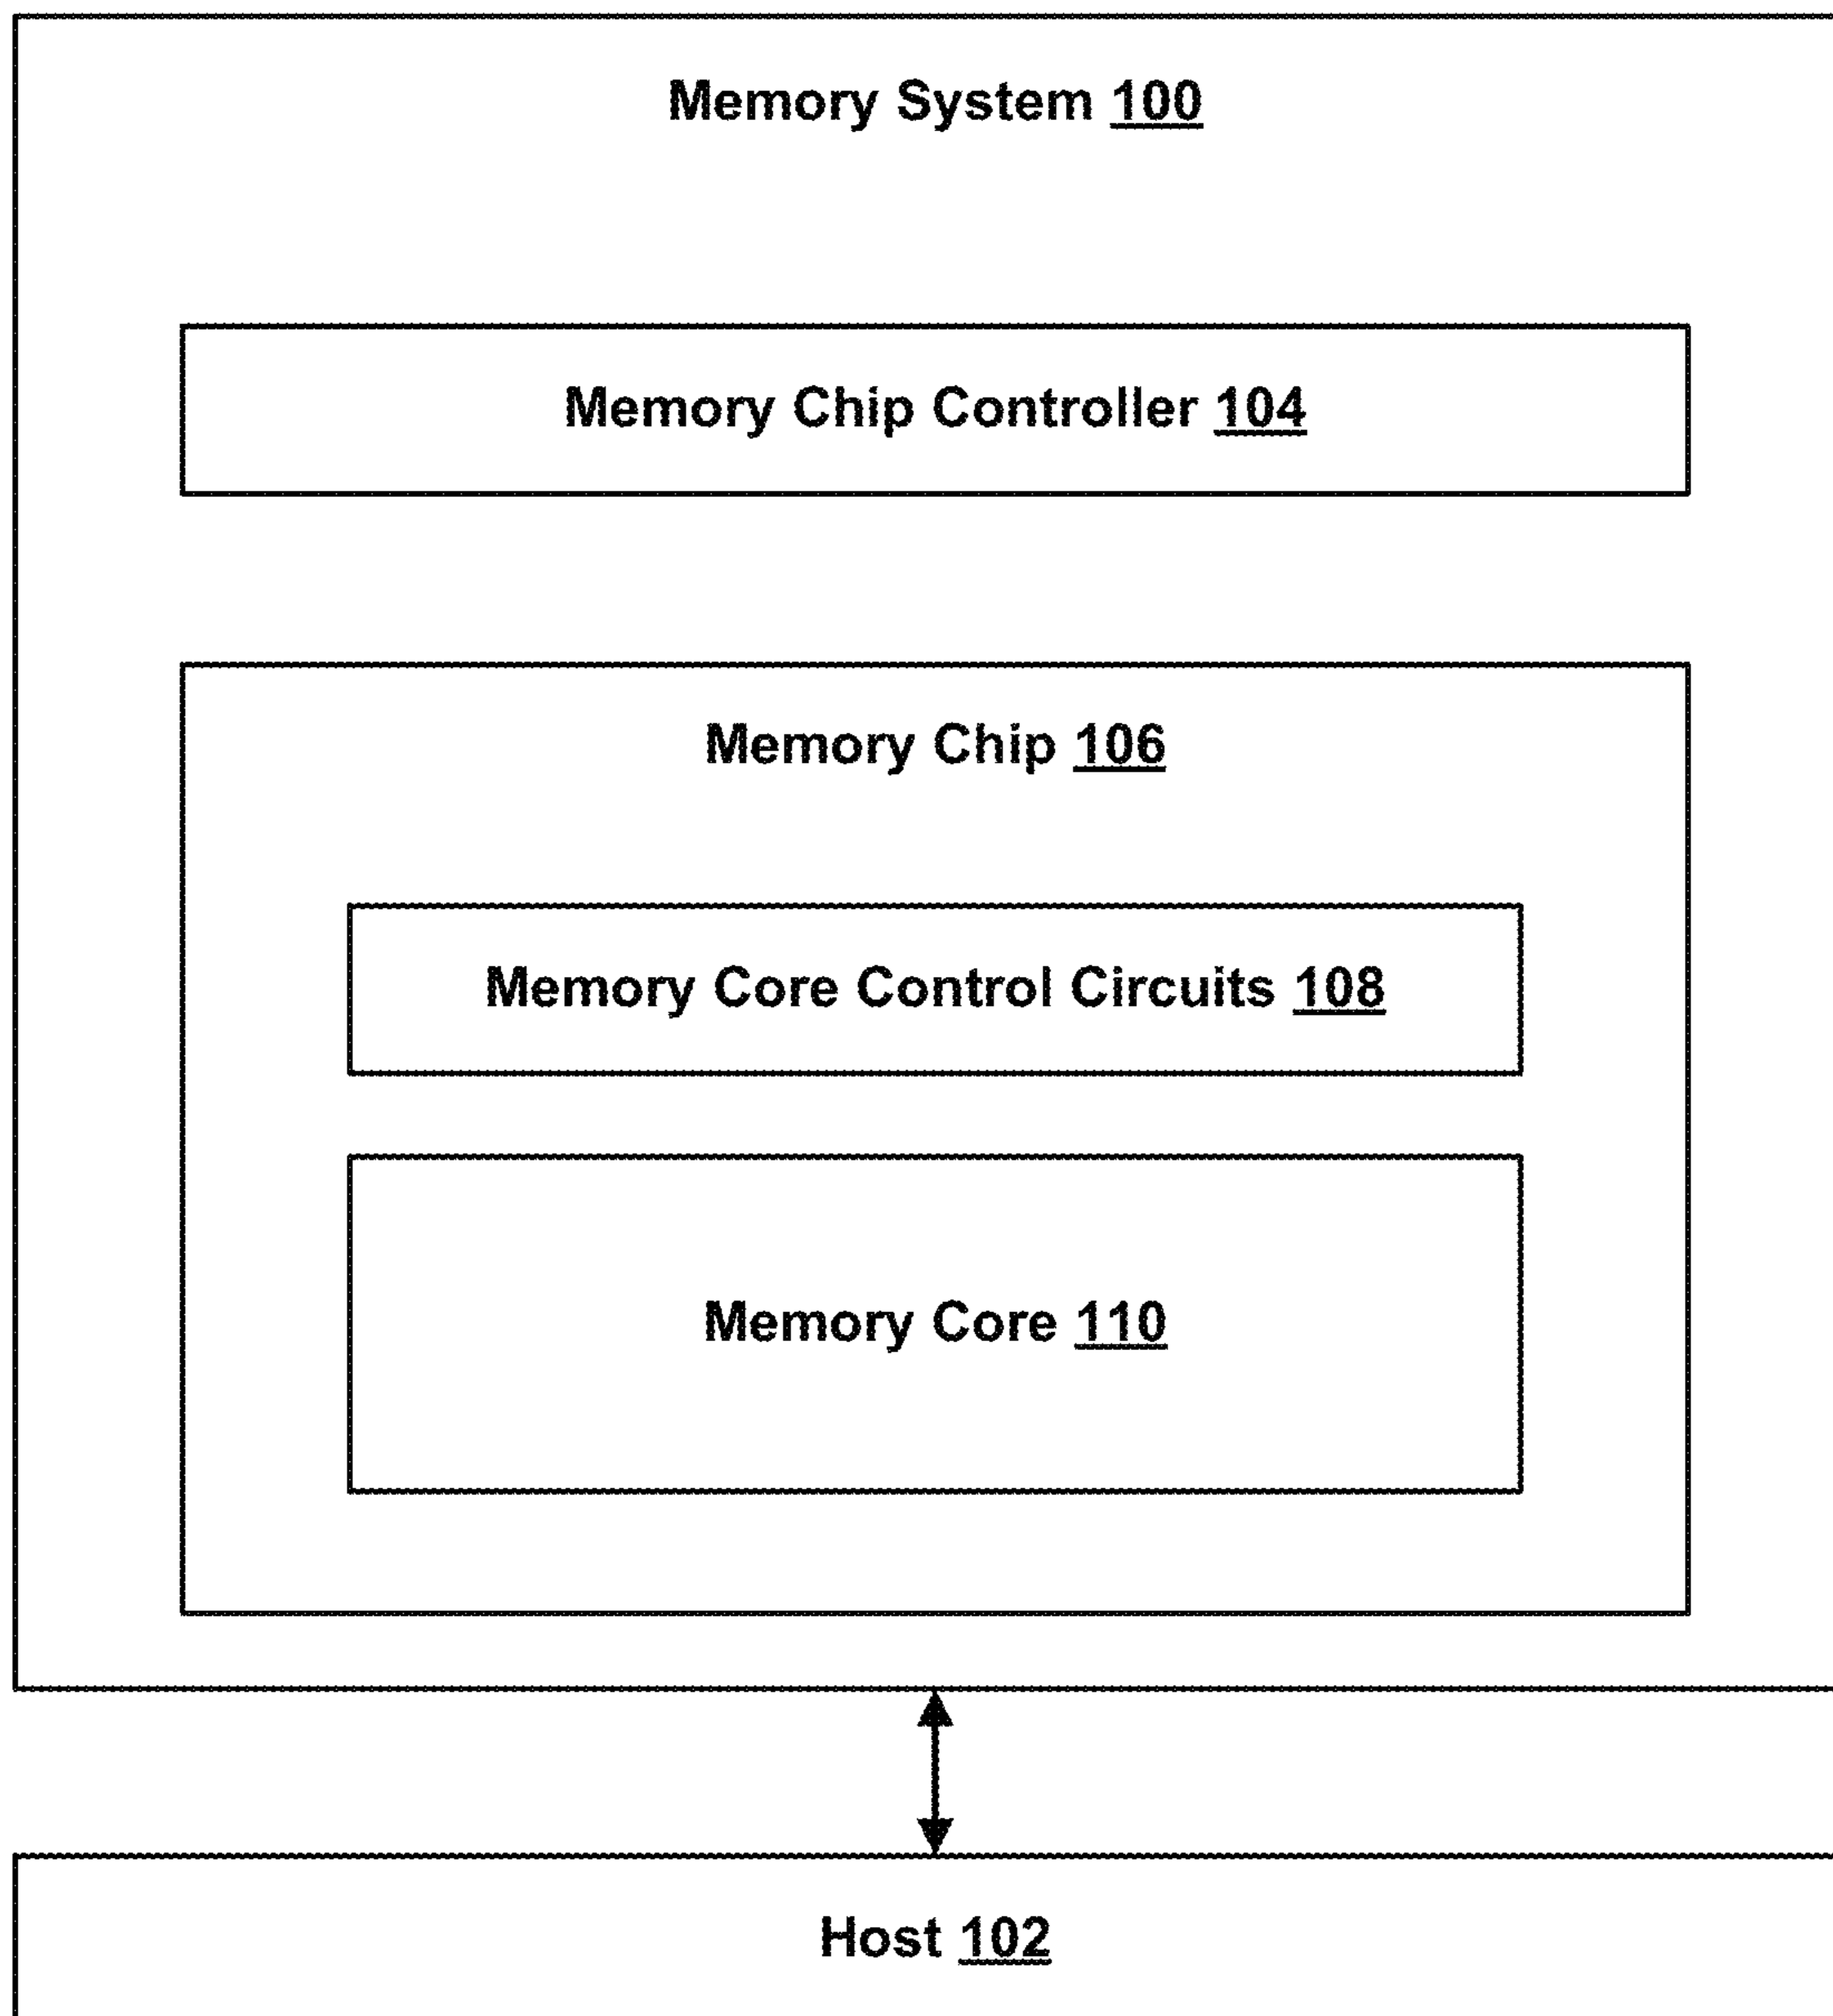 Memory System 100
Memory Chip Controller 104
Memory Chip 106
Memory Core Control Circuits 108
Memory Core 110
Host 102